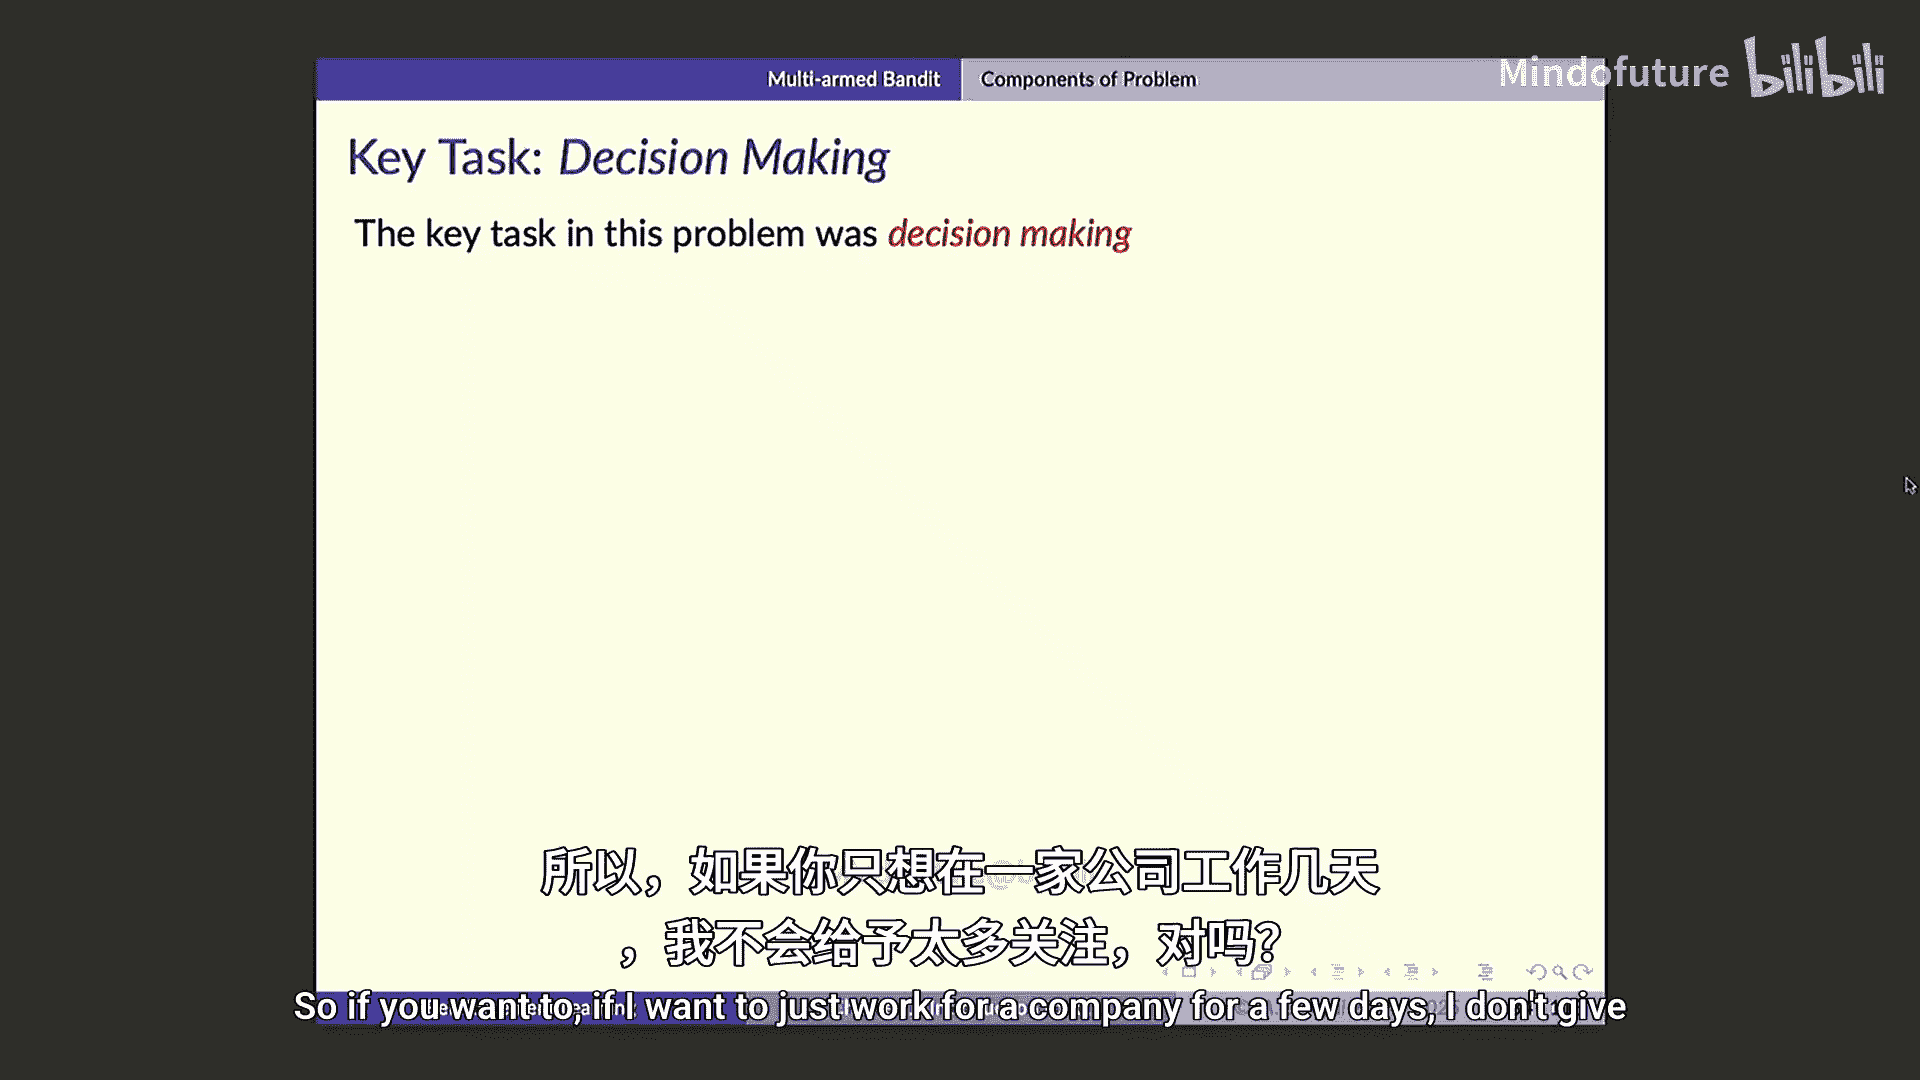 Multi-armed Bandit Components of Problem
Mindofuture bilibili
Key Task: Decision Making
The key task in this problem was decision making
所以，如果你只想在一家公司工作几天
，我不会给予太多关注，对吗？
So if you want to, if I want to just work for a company for a few days, I don't give